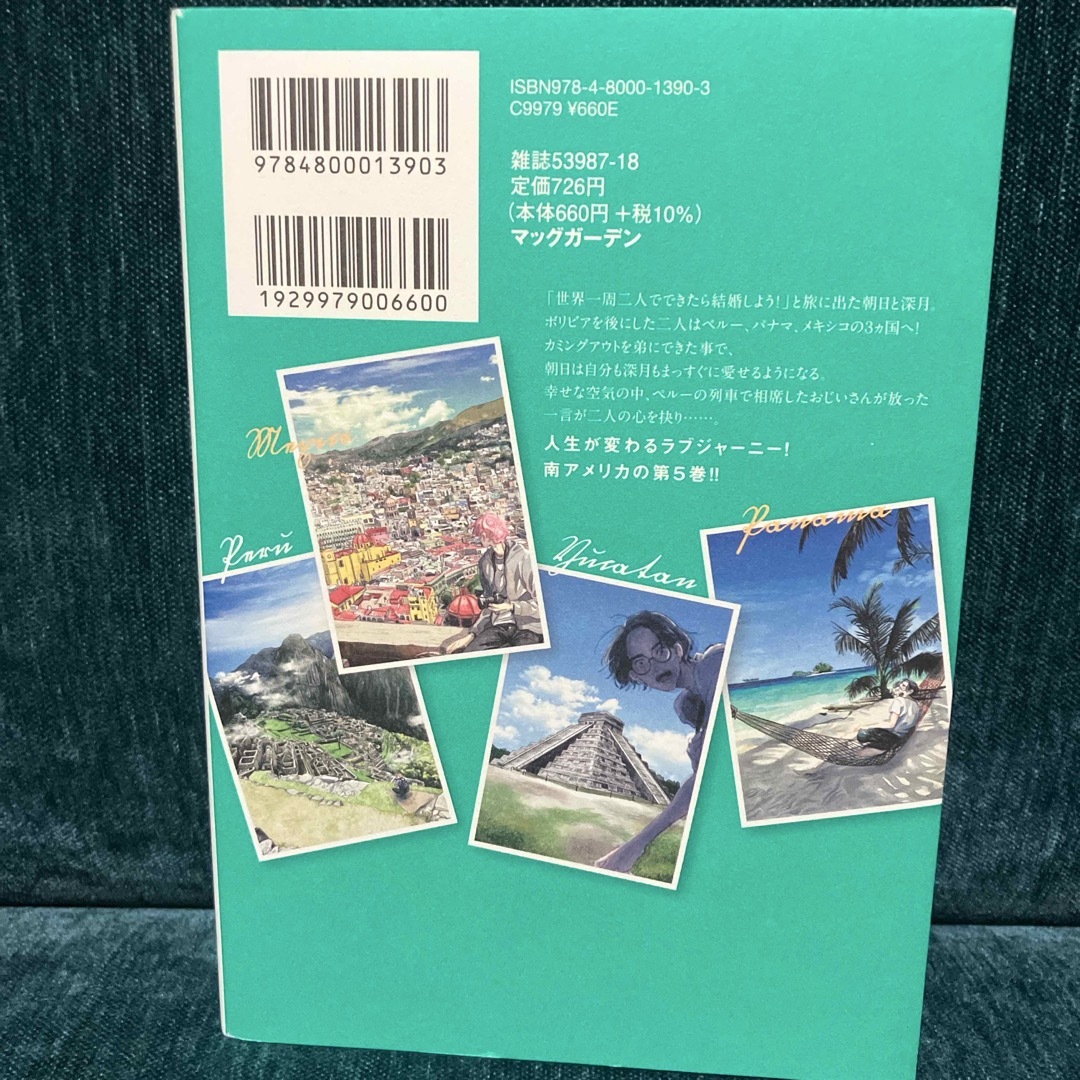 9784800013903
1929979006600
ISBN978-4-8000-1390-3
C9979 ¥660E
雑誌53987-18
定価726円
(本体660円+税10%)
マッグガーデン
「世界一周二人でできたら結婚しよう!」と旅に出た朝日と深月。
ボリビアを後にした二人はペルー、パナマ、メキシコの3ヵ国へ!
カミングアウトを弟にできた事で、
朝日は自分も深月もまっすぐに愛せるようになる。
幸せな空気の中、ペルーの列車で相席したおじいさんが放った
一言が二人の心を抉り……。
人生が変わるラブジャーニー!
南アメリカの第5巻!!
Perú
Yucatan
Panama